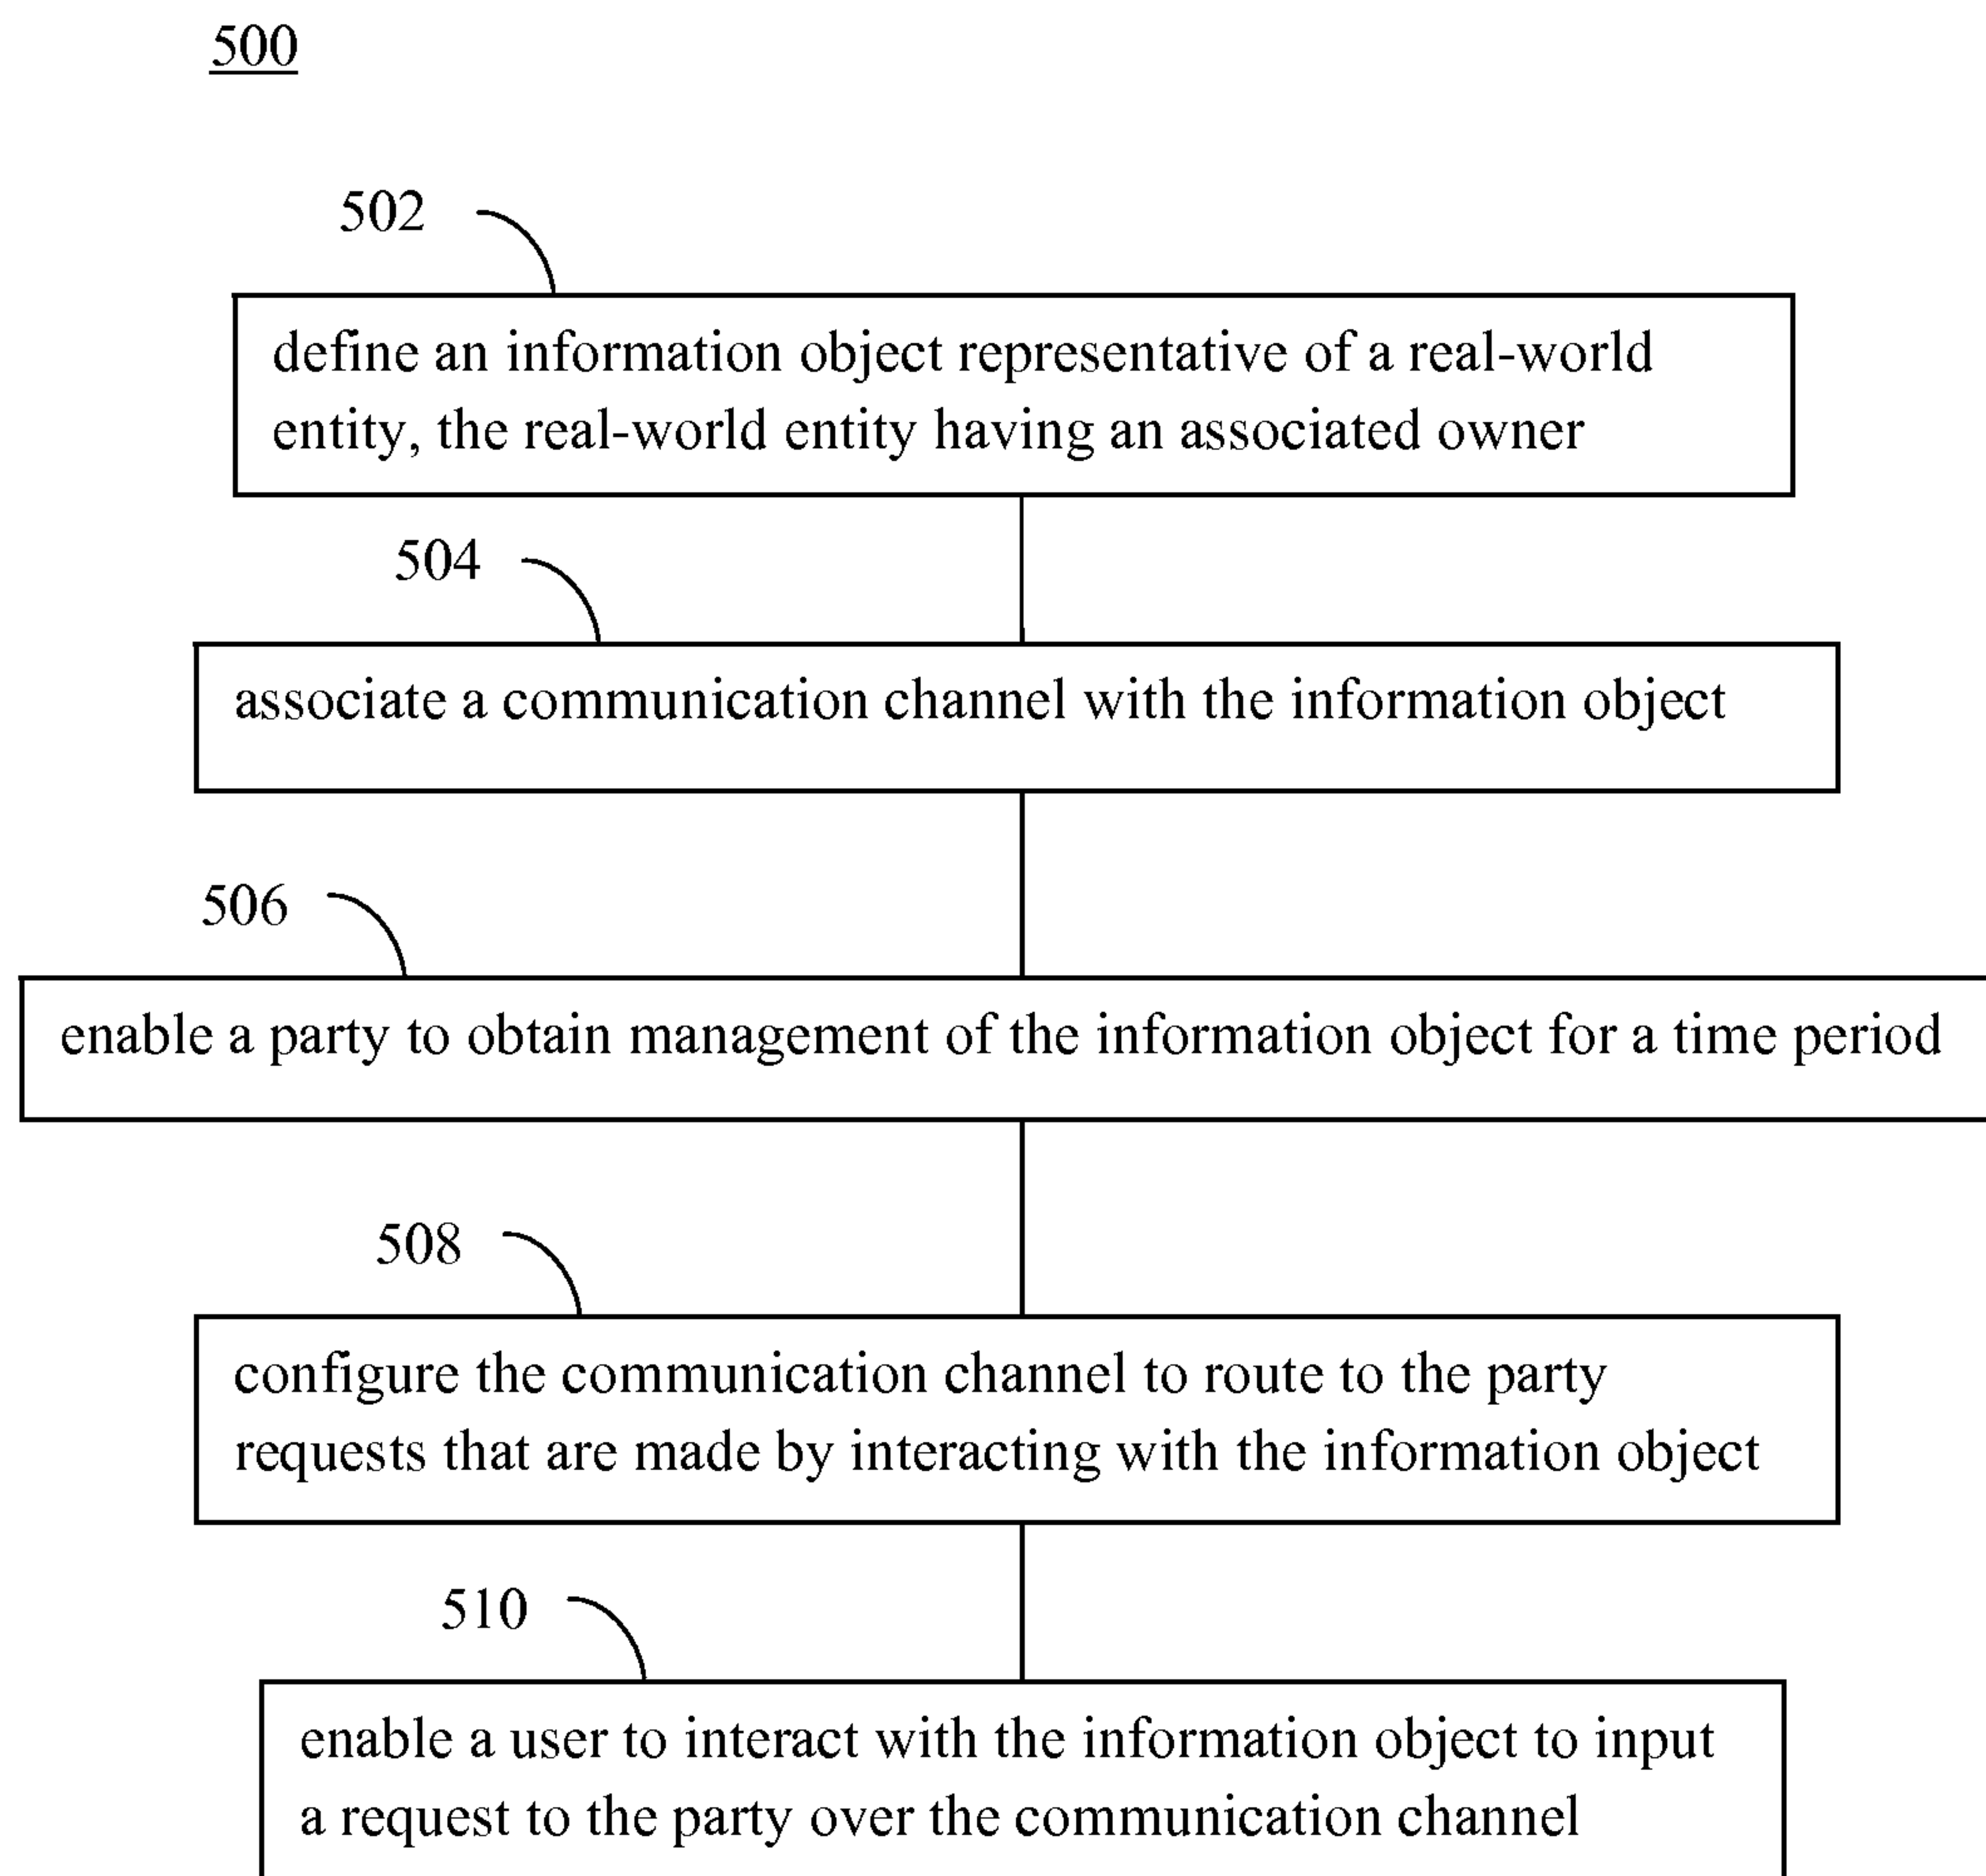 500
502
define an information object representative of a real-world
entity, the real-world entity having an associated owner
504
associate a communication channel with the information object
506
enable a party to obtain management of the information object for a time period
508
configure the communication channel to route to the party
requests that are made by interacting with the information object
510
enable a user to interact with the information object to input
a request to the party over the communication channel